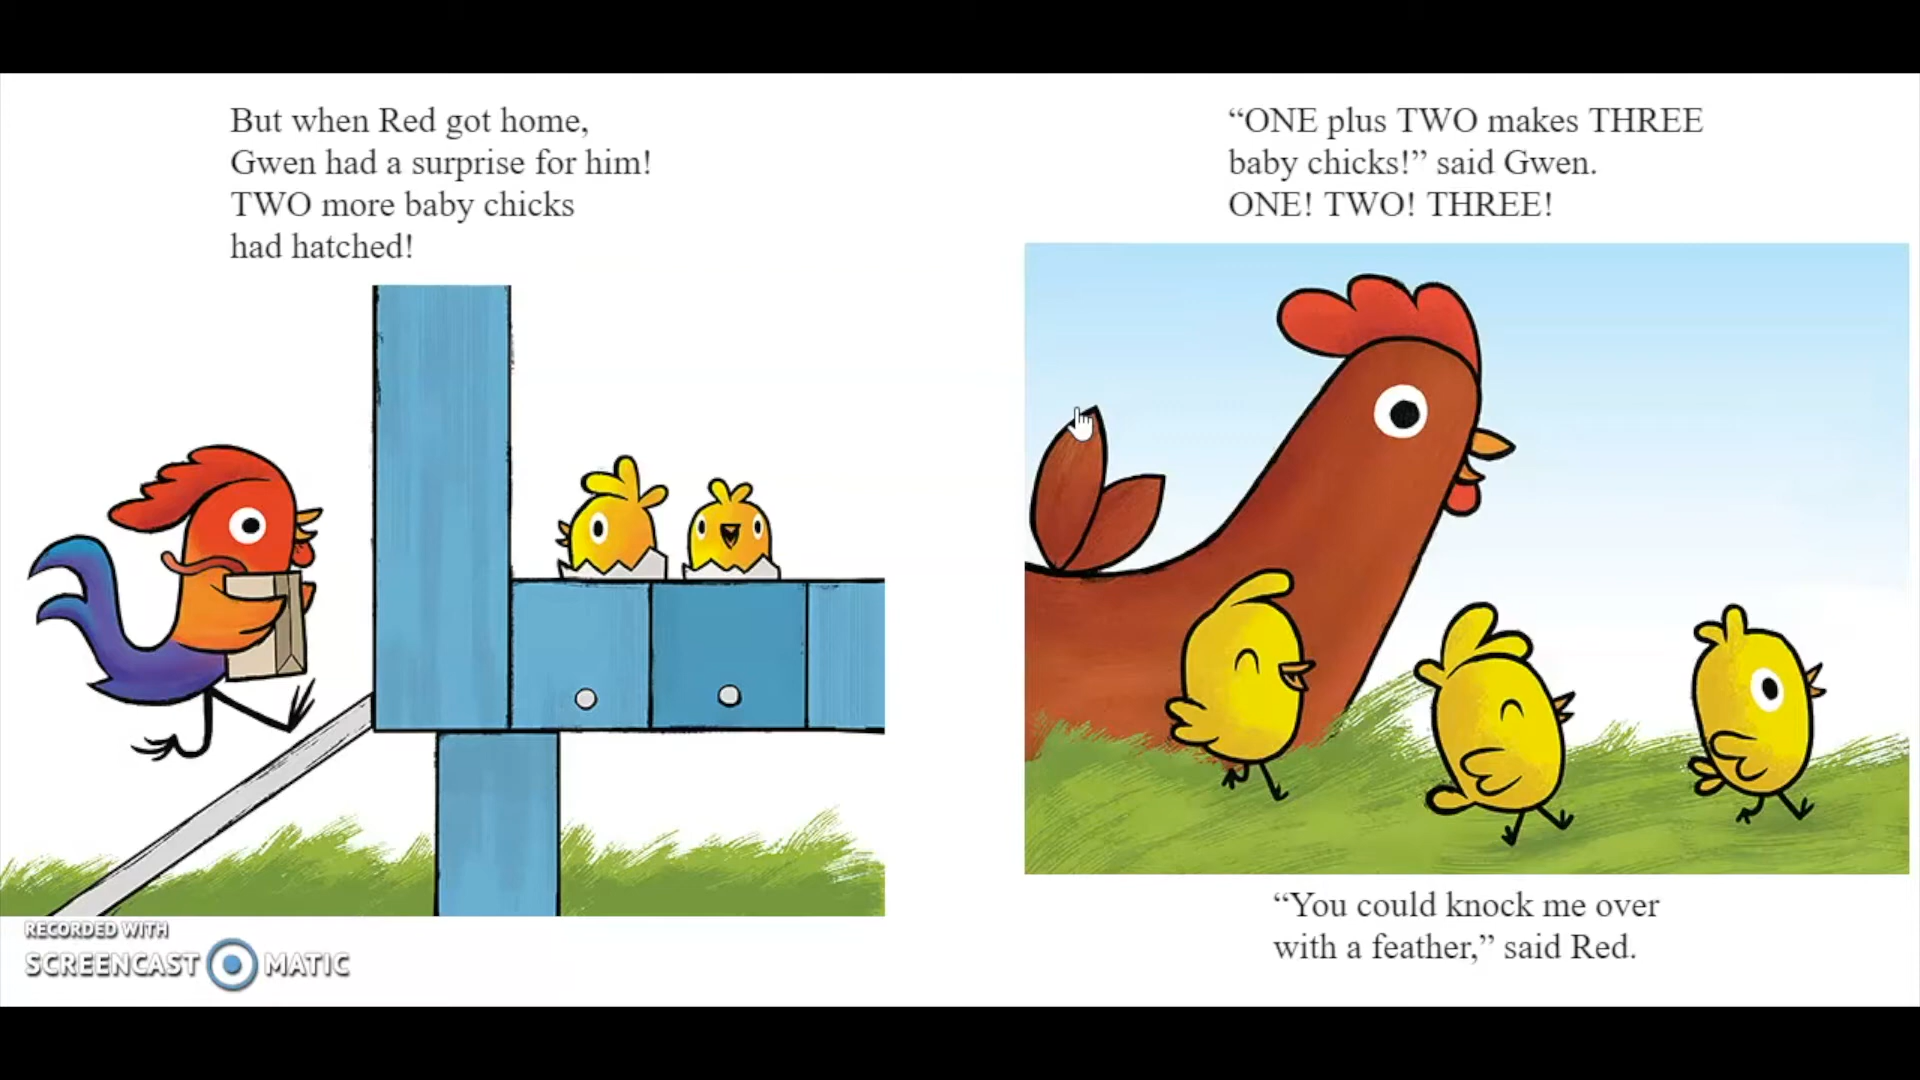 But when Red got home,
Gwen had a surprise for him!
TWO more baby chicks
had hatched!
“ONE plus TWO makes THREE
baby chicks!” said Gwen.
ONE! TWO! THREE!
“You could knock me over
with a feather,” said Red.
RECORDED WITH
SCREENCAST MATIC